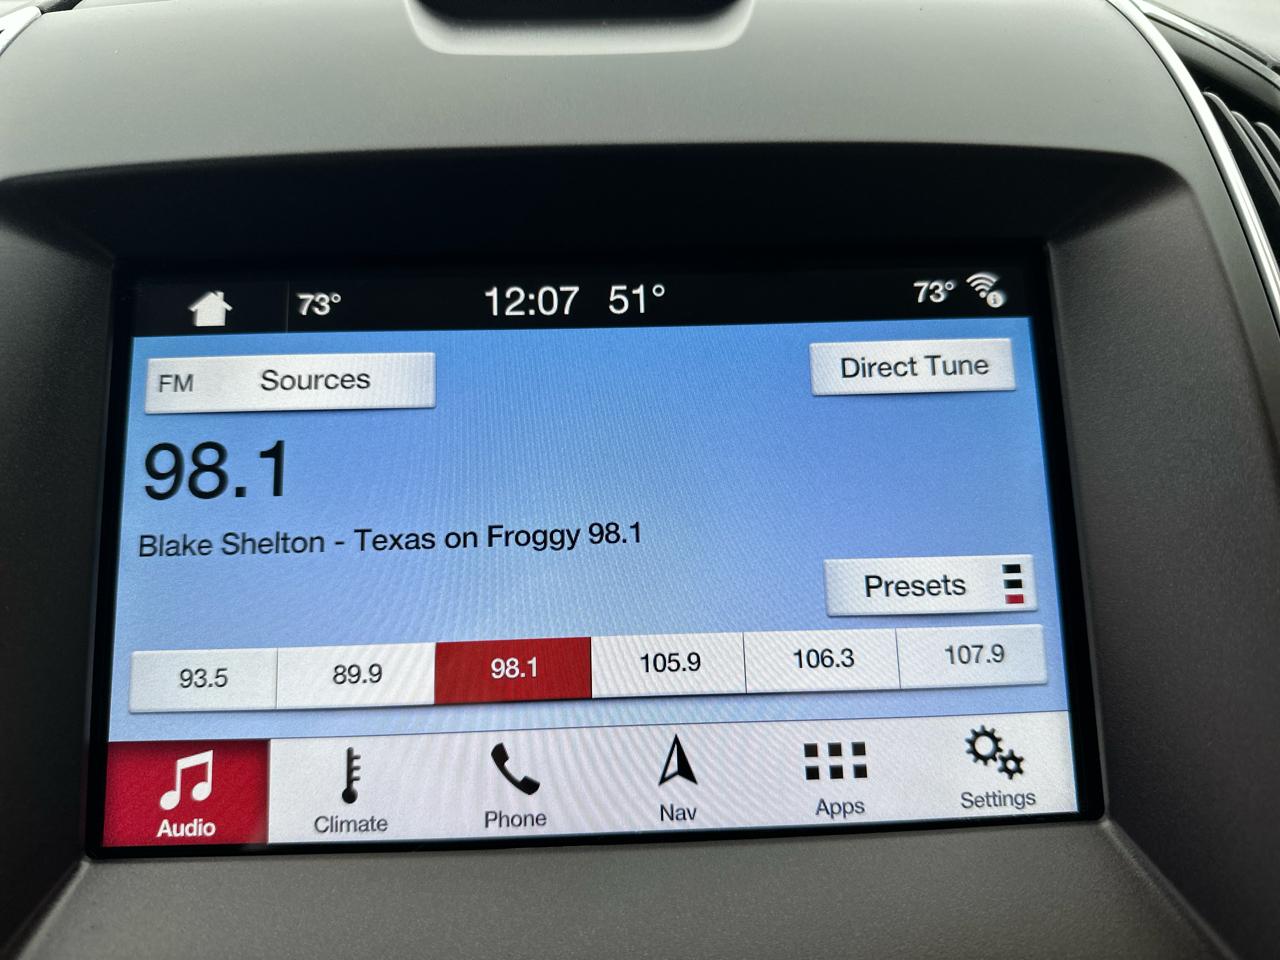 73° 12:07 51° 73°
FM Sources Direct Tune
98.1
Blake Shelton - Texas on Froggy 98.1
Presets
93.5 89.9 98.1 105.9 106.3 107.9
Audio Climate Phone Nav Apps Settings